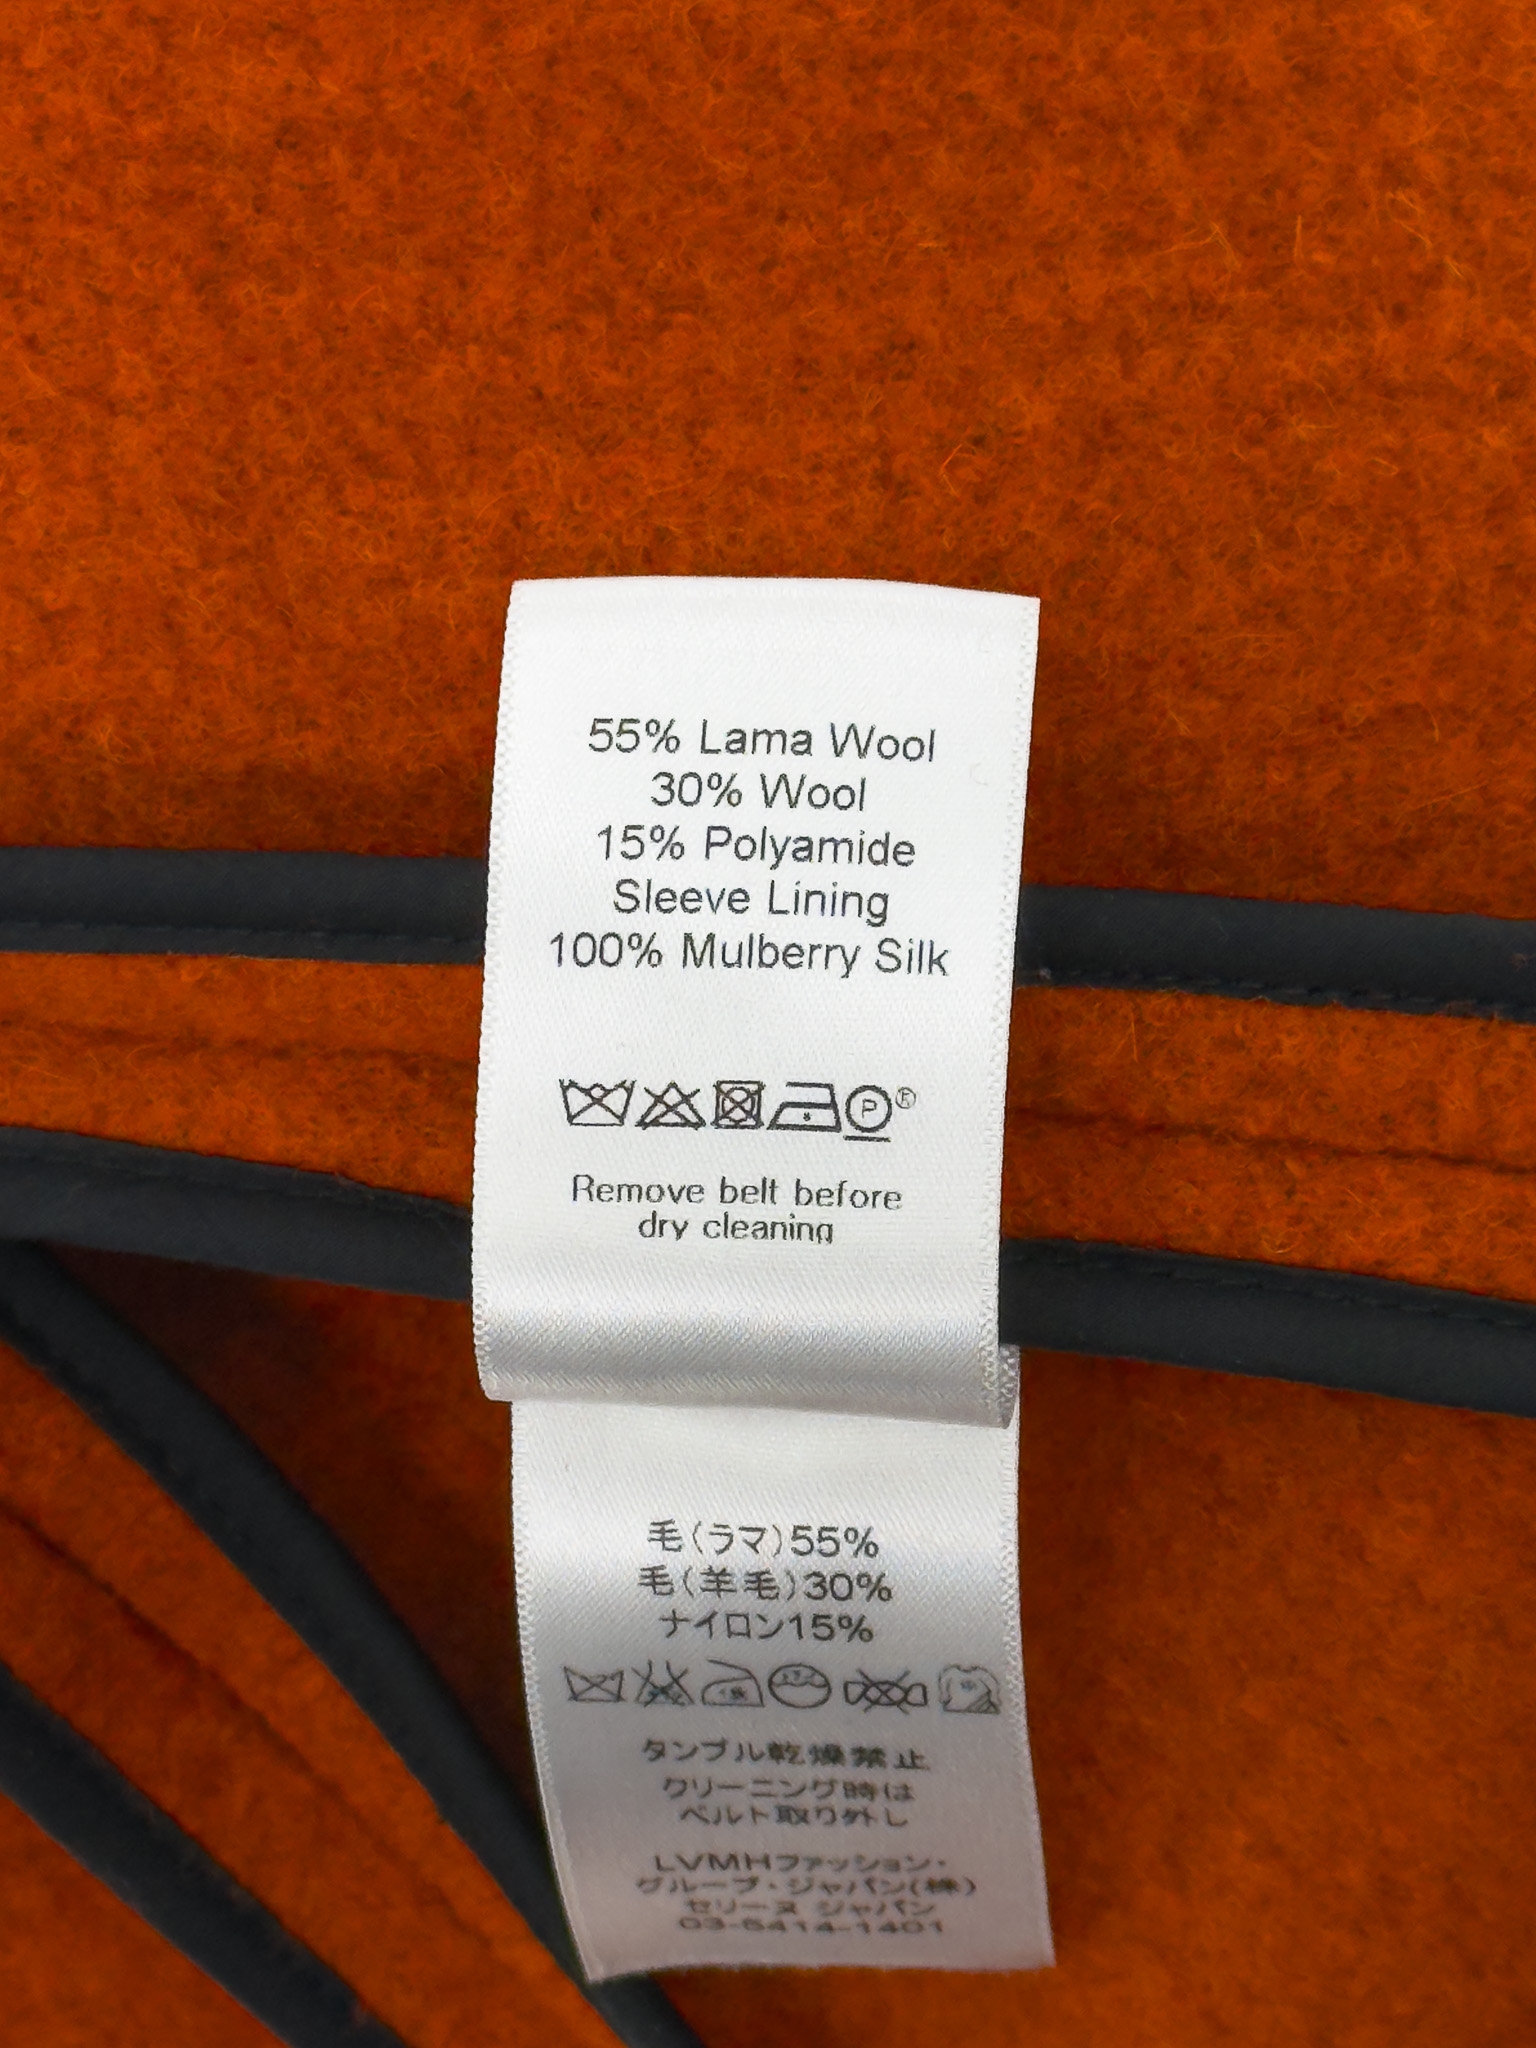 55% Lama Wool
30% Wool
15% Polyamide
Sleeve Lining
100% Mulberry Silk
P ®
Remove belt before
dry cleaning
毛(ラマ)55%
毛(羊毛)30%
ナイロン15%
タンブル乾燥禁止
クリーニング時は
ベルト取り外し
LVMHファッション・
グループ・ジャパン(株)
セリーヌ ジャパン
03-5414-1401